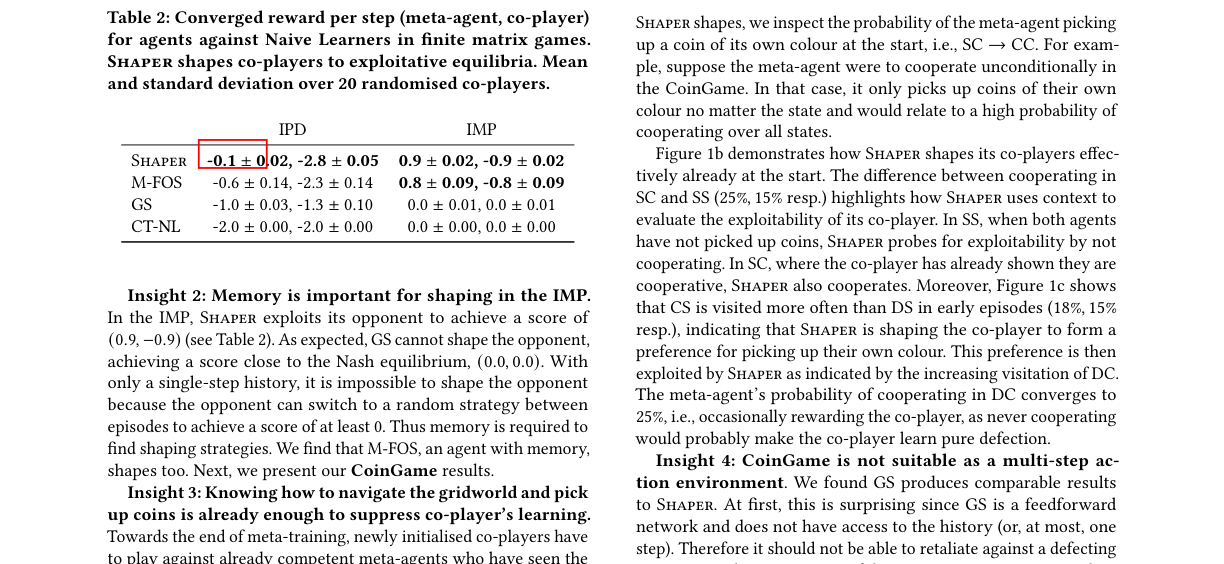 Table 2: Converged reward per step (meta-agent, co-player)
for agents against Naive Learners in finite matrix games.
Shaper shapes co-players to exploitative equilibria. Mean
and standard deviation over 20 randomised co-players.
IPD IMP
Shaper -0.1 ± 0.02, -2.8 ± 0.05 0.9 ± 0.02, -0.9 ± 0.02
M-FOS -0.6 ± 0.14, -2.3 ± 0.14 0.8 ± 0.09, -0.8 ± 0.09
GS -1.0 ± 0.03, -1.3 ± 0.10 0.0 ± 0.01, 0.0 ± 0.01
CT-NL -2.0 ± 0.00, -2.0 ± 0.00 0.0 ± 0.00, 0.0 ± 0.00
Insight 2: Memory is important for shaping in the IMP.
In the IMP, Shaper exploits its opponent to achieve a score of
(0.9, −0.9) (see Table 2). As expected, GS cannot shape the opponent,
achieving a score close to the Nash equilibrium, (0.0, 0.0). With
only a single-step history, it is impossible to shape the opponent
because the opponent can switch to a random strategy between
episodes to achieve a score of at least 0. Thus memory is required to
find shaping strategies. We find that M-FOS, an agent with memory,
shapes too. Next, we present our CoinGame results.
Insight 3: Knowing how to navigate the gridworld and pick
up coins is already enough to suppress co-player's learning.
Towards the end of meta-training, newly initialised co-players have
to play against already competent meta-agents who have seen the
Shaper shapes, we inspect the probability of the meta-agent picking
up a coin of its own colour at the start, i.e., SC → CC. For exam-
ple, suppose the meta-agent were to cooperate unconditionally in
the CoinGame. In that case, it only picks up coins of their own
colour no matter the state and would relate to a high probability of
cooperating over all states.
Figure 1b demonstrates how Shaper shapes its co-players effec-
tively already at the start. The difference between cooperating in
SC and SS (25%, 15% resp.) highlights how Shaper uses context to
evaluate the exploitability of its co-player. In SS, when both agents
have not picked up coins, Shaper probes for exploitability by not
cooperating. In SC, where the co-player has already shown they are
cooperative, Shaper also cooperates. Moreover, Figure 1c shows
that CS is visited more often than DS in early episodes (18%, 15%
resp.), indicating that Shaper is shaping the co-player to form a
preference for picking up their own colour. This preference is then
exploited by Shaper as indicated by the increasing visitation of DC.
The meta-agent's probability of cooperating in DC converges to
25%, i.e., occasionally rewarding the co-player, as never cooperating
would probably make the co-player learn pure defection.
Insight 4: CoinGame is not suitable as a multi-step ac-
tion environment. We found GS produces comparable results
to Shaper. At first, this is surprising since GS is a feedforward
network and does not have access to the history (or, at most, one
step). Therefore it should not be able to retaliate against a defecting